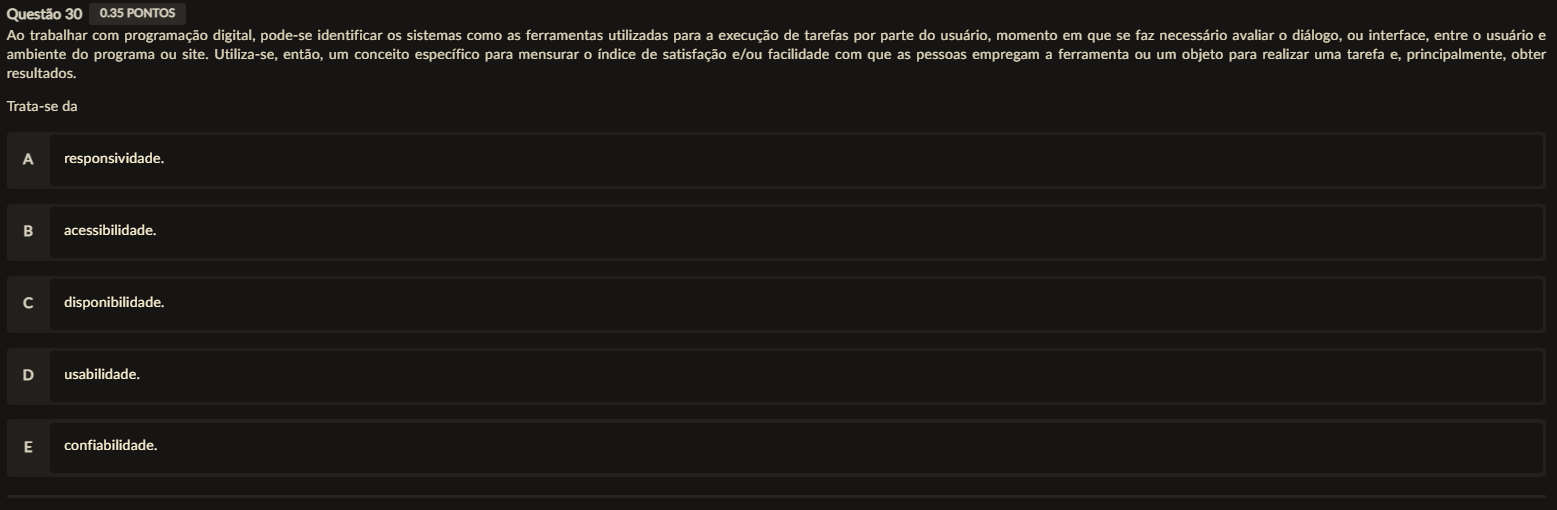 Questão 30 0.35 PONTOS
Ao trabalhar com programação digital, pode-se identificar os sistemas como as ferramentas utilizadas para a execução de tarefas por parte do usuário, momento em que se faz necessário avaliar o diálogo, ou interface, entre o usuário e
ambiente do programa ou site. Utiliza-se, então, um conceito específico para mensurar o índice de satisfação e/ou facilidade com que as pessoas empregam a ferramenta ou um objeto para realizar uma tarefa e, principalmente, obter
resultados.
Trata-se da
A responsividade.
B acessibilidade.
C disponibilidade.
D usabilidade.
E confiabilidade.